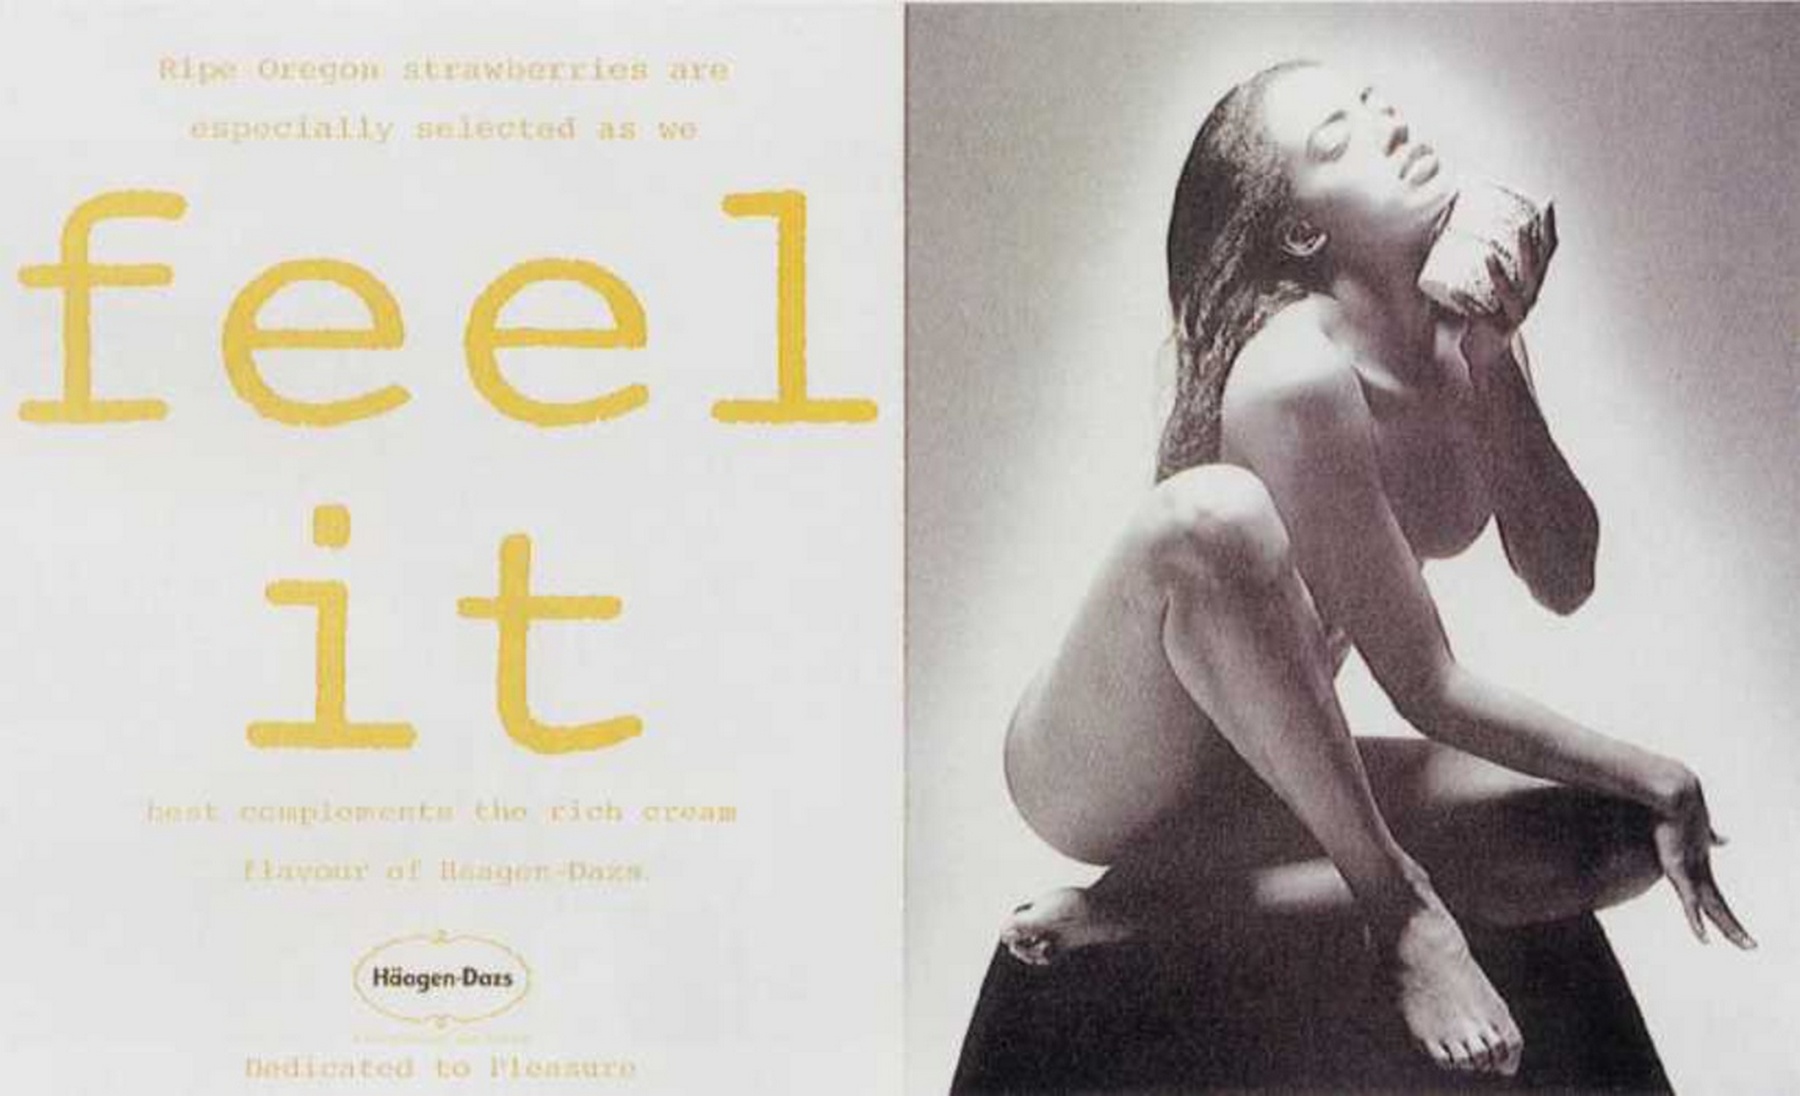 Ripe Oregon strawberries are
especially selected as we
feel
it
best complements the rich cream
flavour of Häagen-Dazs.
Häagen-Dazs
Dedicated to Pleasure